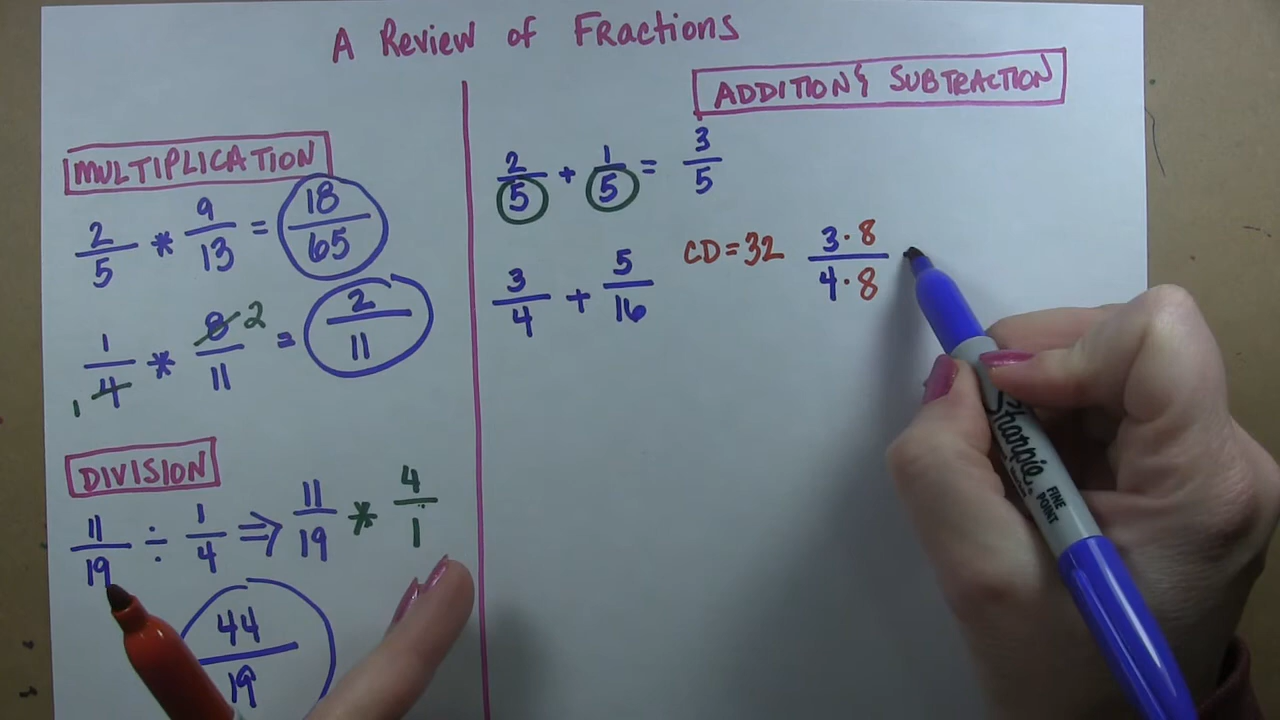 A Review of Fractions
MULTIPLICATION
2/5 * 9/13 = 18/65
1/4 * 8/11 = 2/11
1 2
DIVISION
11/19 ÷ 1/4 ⇒ 11/19 * 4/1
44/19
ADDITION & SUBTRACTION
2/5 + 1/5 = 3/5
3/4 + 5/16
CD=32
3·8/4·8
Sharpie
FINE POINT